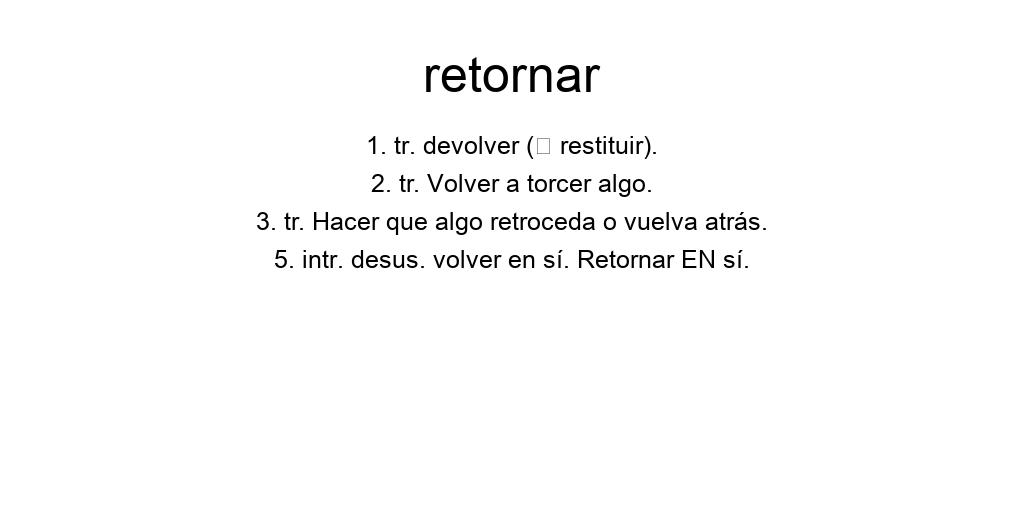 retornar
1. tr. devolver (□ restituir).
2. tr. Volver a torcer algo.
3. tr. Hacer que algo retroceda o vuelva atrás.
5. intr. desus. volver en sí. Retornar EN sí.